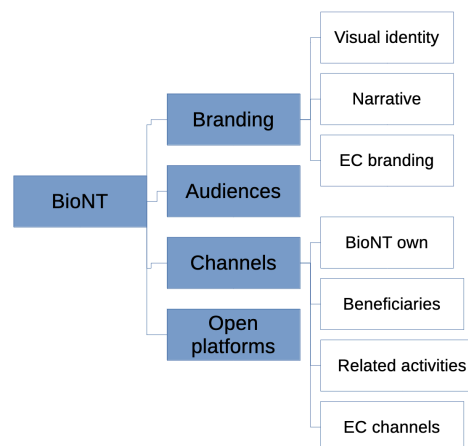 BioNT
Branding
Visual identity
Narrative
EC branding
Audiences
Channels
BioNT own
Beneficiaries
Related activities
EC channels
Open
platforms